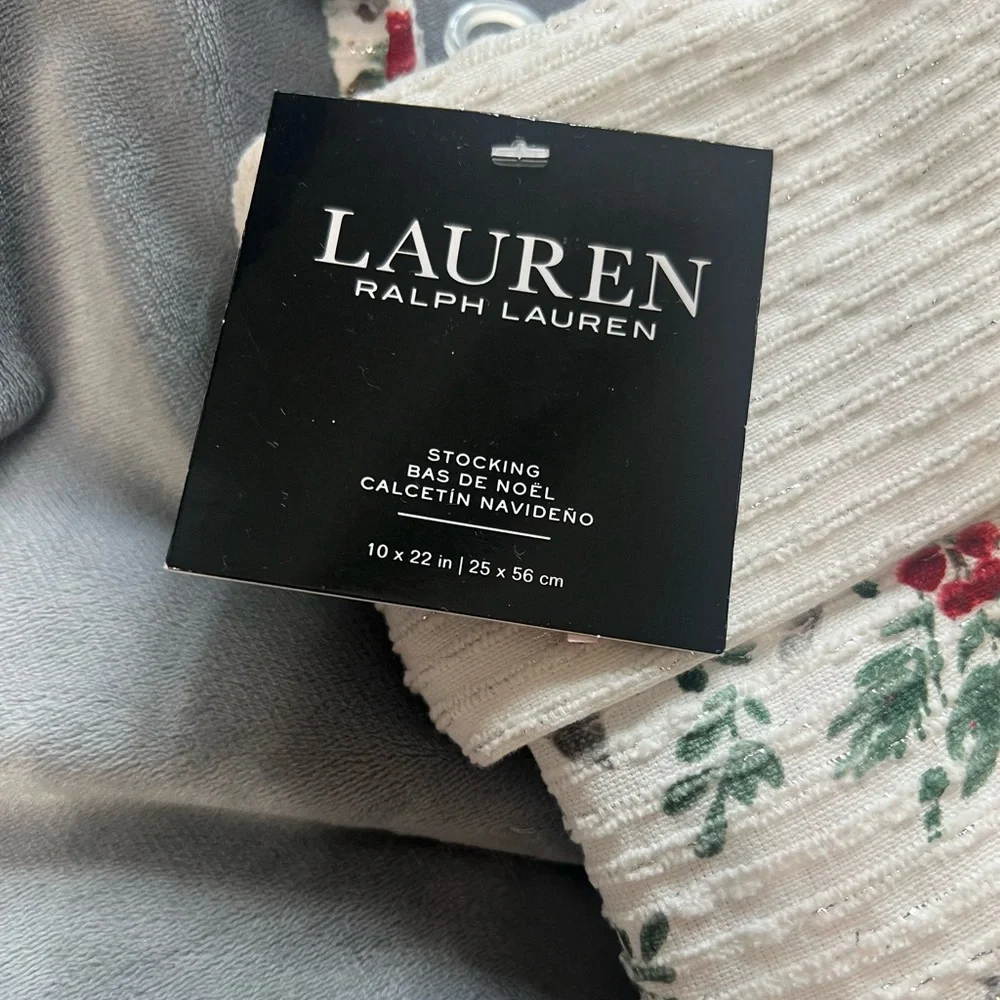 LAUREN
RALPH LAUREN
STOCKING
BAS DE NOËL
CALCETÍN NAVIDEÑO
10 x 22 in | 25 x 56 cm